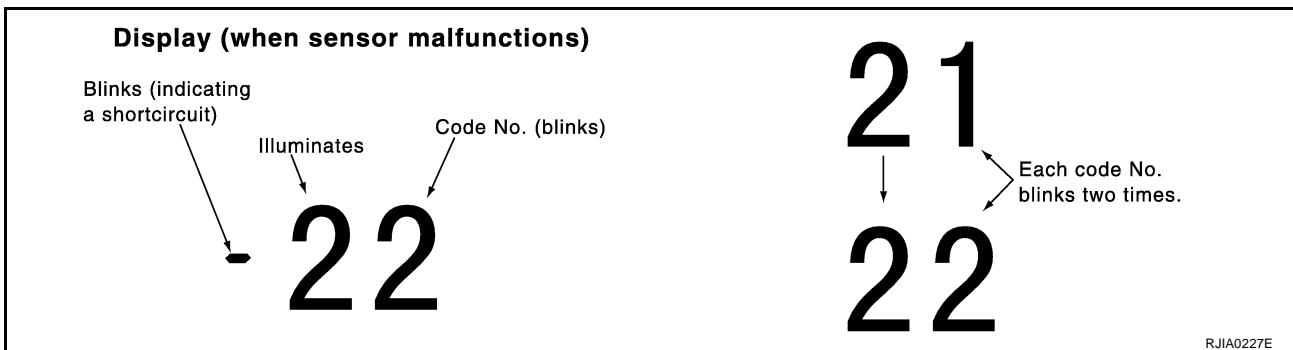 Display (when sensor malfunctions)
Blinks (indicating
a shortcircuit)
Illuminates
Code No. (blinks)
- 22
21
Each code No.
blinks two times.
22
RJIA0227E